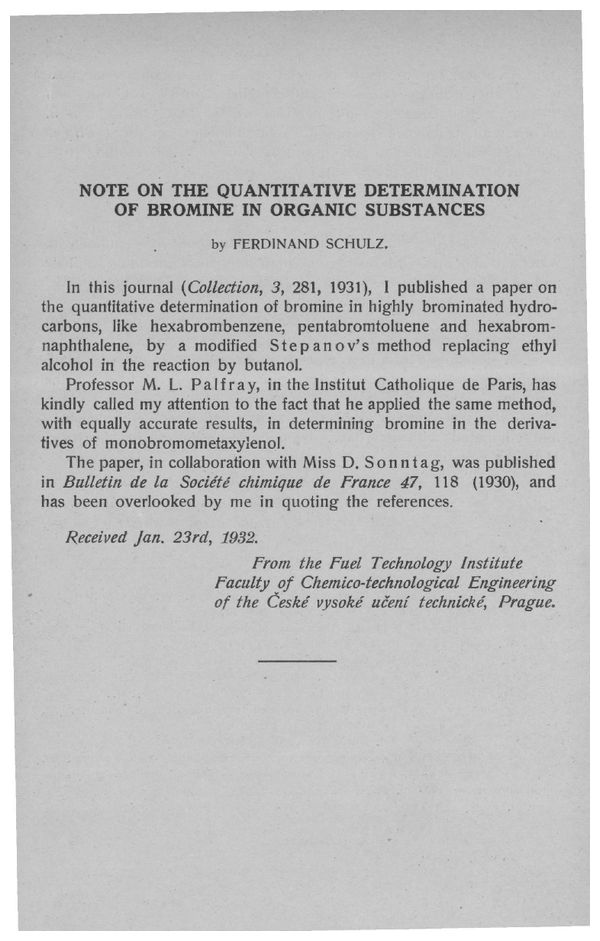 NOTE ON THE QUANTITATIVE DETERMINATION
OF BROMINE IN ORGANIC SUBSTANCES
by FERDINAND SCHULZ.
In this journal (Collection, 3, 281, 1931), I published a paper on
the quantitative determination of bromine in highly brominated hydro-
carbons, like hexabrombenzene, pentabromtoluene and hexabrom-
naphthalene, by a modified Stepanov's method replacing ethyl
alcohol in the reaction by butanol.
Professor M. L. Palfray, in the Institut Catholique de Paris, has
kindly called my attention to the fact that he applied the same method,
with equally accurate results, in determining bromine in the deriva-
tives of monobromometaxylenol.
The paper, in collaboration with Miss D. Sonntag, was published
in Bulletin de la Société chimique de France 47, 118 (1930), and
has been overlooked by me in quoting the references.
Received Jan. 23rd, 1932.
From the Fuel Technology Institute
Faculty of Chemico-technological Engineering
of the České vysoké učení technické, Prague.